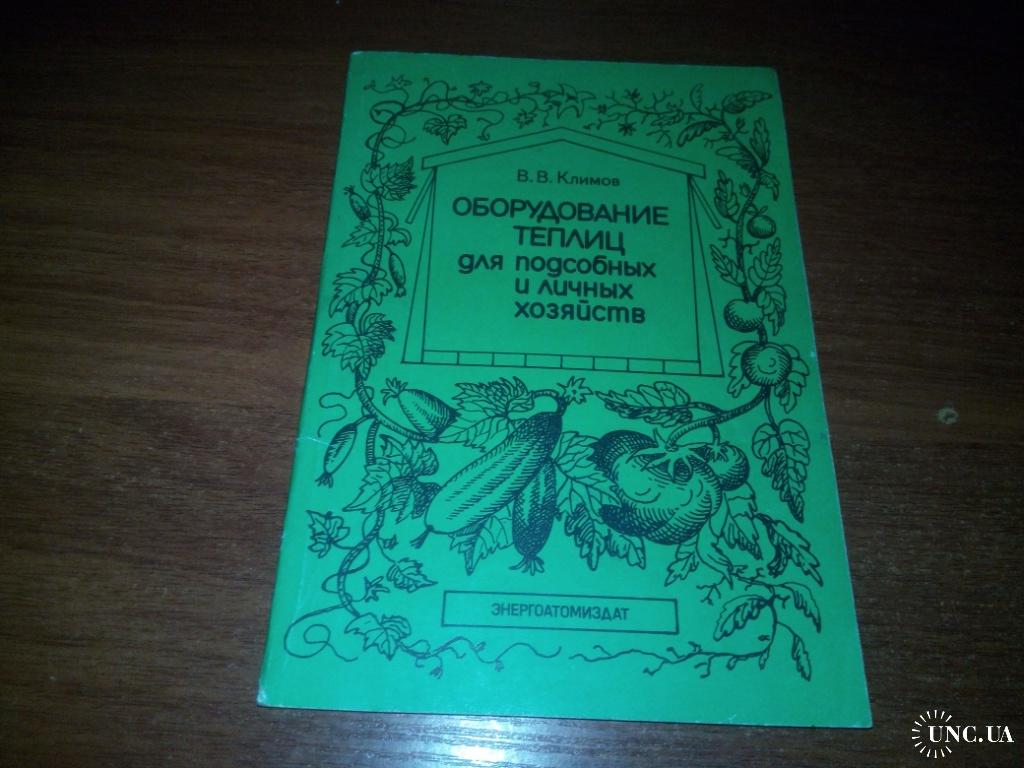 В. В. Климов
ОБОРУДОВАНИЕ
ТЕПЛИЦ
для подсобных
и личных
хозяйств
ЭНЕРГОАТОМИЗДАТ
UNC.UA